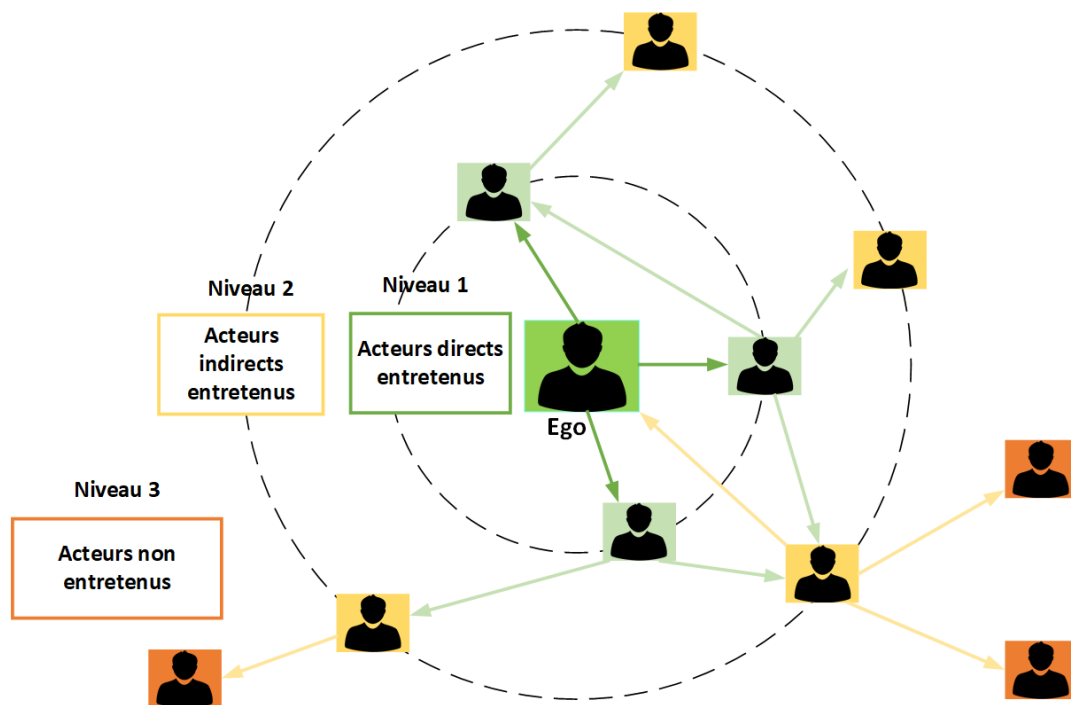 Niveau 2
Niveau 1
Acteurs
indirects
entretenus
Acteurs directs
entretenus
Ego
Niveau 3
Acteurs non
entretenus